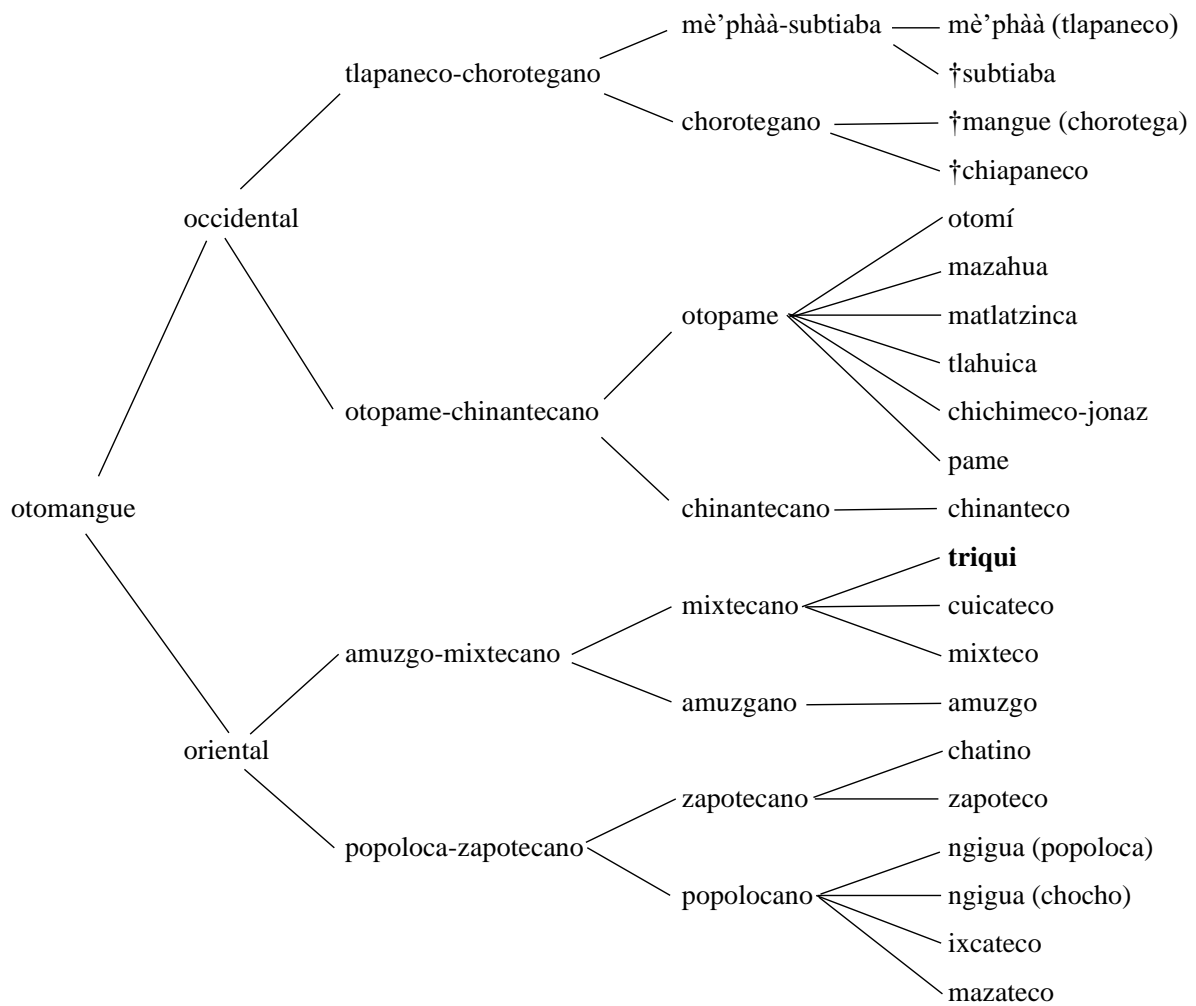 mè’phàà-subtiaba
mè’phàà (tlapaneco)
tlapaneco-chorotegano
†subtiaba
chorotegano
†mangue (chorotega)
†chiapaneco
occidental
otomí
mazahua
otopame
matlatzinca
tlahuica
otopame-chinantecano
chichimeco-jonaz
pame
otomangue
chinantecano
chinanteco
triqui
mixtecano
cuicateco
amuzgo-mixtecano
mixteco
amuzgano
amuzgo
oriental
chatino
zapotecano
zapoteco
popoloca-zapotecano
ngigua (popoloca)
popolocano
ngigua (chocho)
ixcateco
mazateco